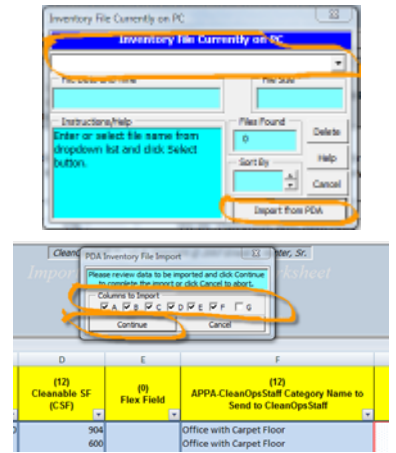 Inventory File Currently on PC
Inventory File Currently on PC
File Size
Instructions/Help
Enter or select file name from
dropdown list and click Select
button.
Files Found
0
Sort By
Delete
Help
Cancel
Import from PDA
PDA Inventory File Import
nter, Sr.
Please review data to be
imported and click Continue
to complete the import or
click Cancel to abort.
Columns to Import
A B C D E F G
Continue
Cancel
D E F
(12)
Cleanable SF
(CSF)
(0)
Flex Field
(12)
APPA-CleanOpsStaff Category Name to
Send to CleanOpsStaff
904 Office with Carpet Floor
600 Office with Carpet Floor